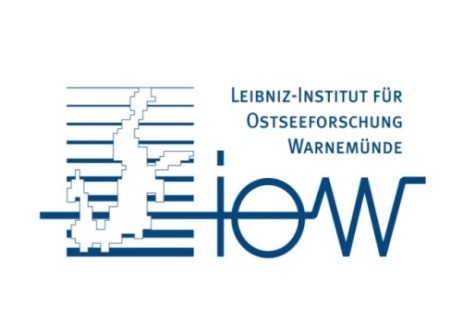 LEIBNIZ-INSTITUT FÜR
OSTSEEFORSCHUNG
WARNEMÜNDE
iow